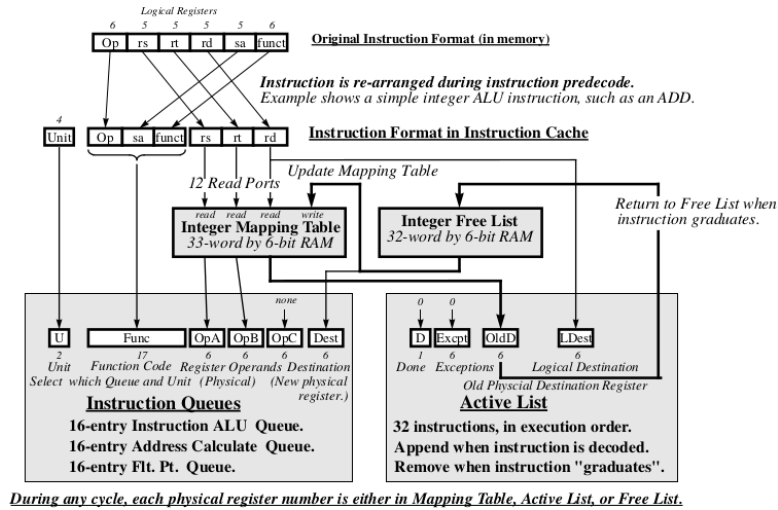 Logical Registers
6 5 5 5 5 6
Op rs rt rd sa funct
Original Instruction Format (in memory)
Instruction is re-arranged during instruction predecode.
Example shows a simple integer ALU instruction, such as an ADD.
4
Unit Op sa funct rs rt rd
Instruction Format in Instruction Cache
Update Mapping Table
12 Read Ports
Return to Free List when
instruction graduates.
read read read write
Integer Mapping Table
33-word by 6-bit RAM
Integer Free List
32-word by 6-bit RAM
none
0 0
U Func OpA OpB OpC Dest
D Excpt OldD LDest
2 17 6 6 6 6
1 6 6 6
Unit
Select
Function Code
which Queue and Unit
Register Operands
(Physical)
Destination
(New physical
register.)
Done Exceptions Logical Destination
Old Physcial Destination Register
Instruction Queues
16-entry Instruction ALU Queue.
16-entry Address Calculate Queue.
16-entry Flt. Pt. Queue.
Active List
32 instructions, in execution order.
Append when instruction is decoded.
Remove when instruction "graduates".
During any cycle, each physical register number is either in Mapping Table, Active List, or Free List.